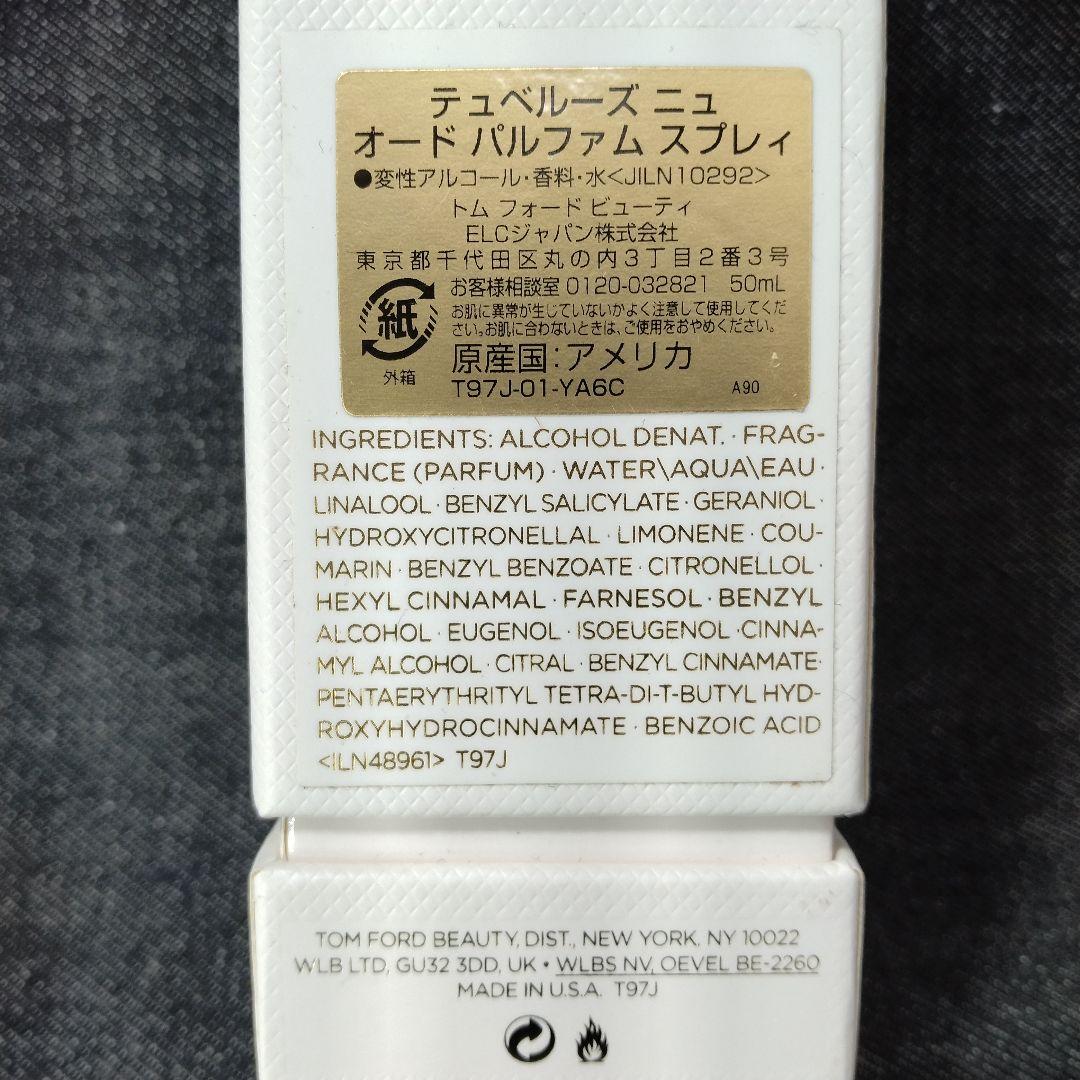 テュベルーズ ニュ
オード パルファム スプレィ
●変性アルコール・香料・水<JILN10292>
トム フォード ビューティ
ELCジャパン株式会社
東京都千代田区丸の内3丁目2番3号
お客様相談室 0120-032821 50mL
お肌に異常が生じていないかよく注意して使用してくだ
さい。お肌に合わないときは、ご使用をおやめください。
紙
外箱
原産国:アメリカ
T97J-01-YA6C A90
INGREDIENTS: ALCOHOL DENAT. · FRAG-
RANCE (PARFUM) · WATER\AQUA\EAU ·
LINALOOL · BENZYL SALICYLATE · GERANIOL ·
HYDROXYCITRONELLAL · LIMONENE · COU-
MARIN · BENZYL BENZOATE · CITRONELLOL ·
HEXYL CINNAMAL · FARNESOL · BENZYL
ALCOHOL · EUGENOL · ISOEUGENOL · CINNA-
MYL ALCOHOL · CITRAL · BENZYL CINNAMATE ·
PENTAERYTHRITYL TETRA-DI-T-BUTYL HYD-
ROXYHYDROCINNAMATE · BENZOIC ACID
<ILN48961> T97J
TOM FORD BEAUTY, DIST., NEW YORK, NY 10022
WLB LTD, GU32 3DD, UK • WLBS NV, OEVEL BE-2260
MADE IN U.S.A. T97J